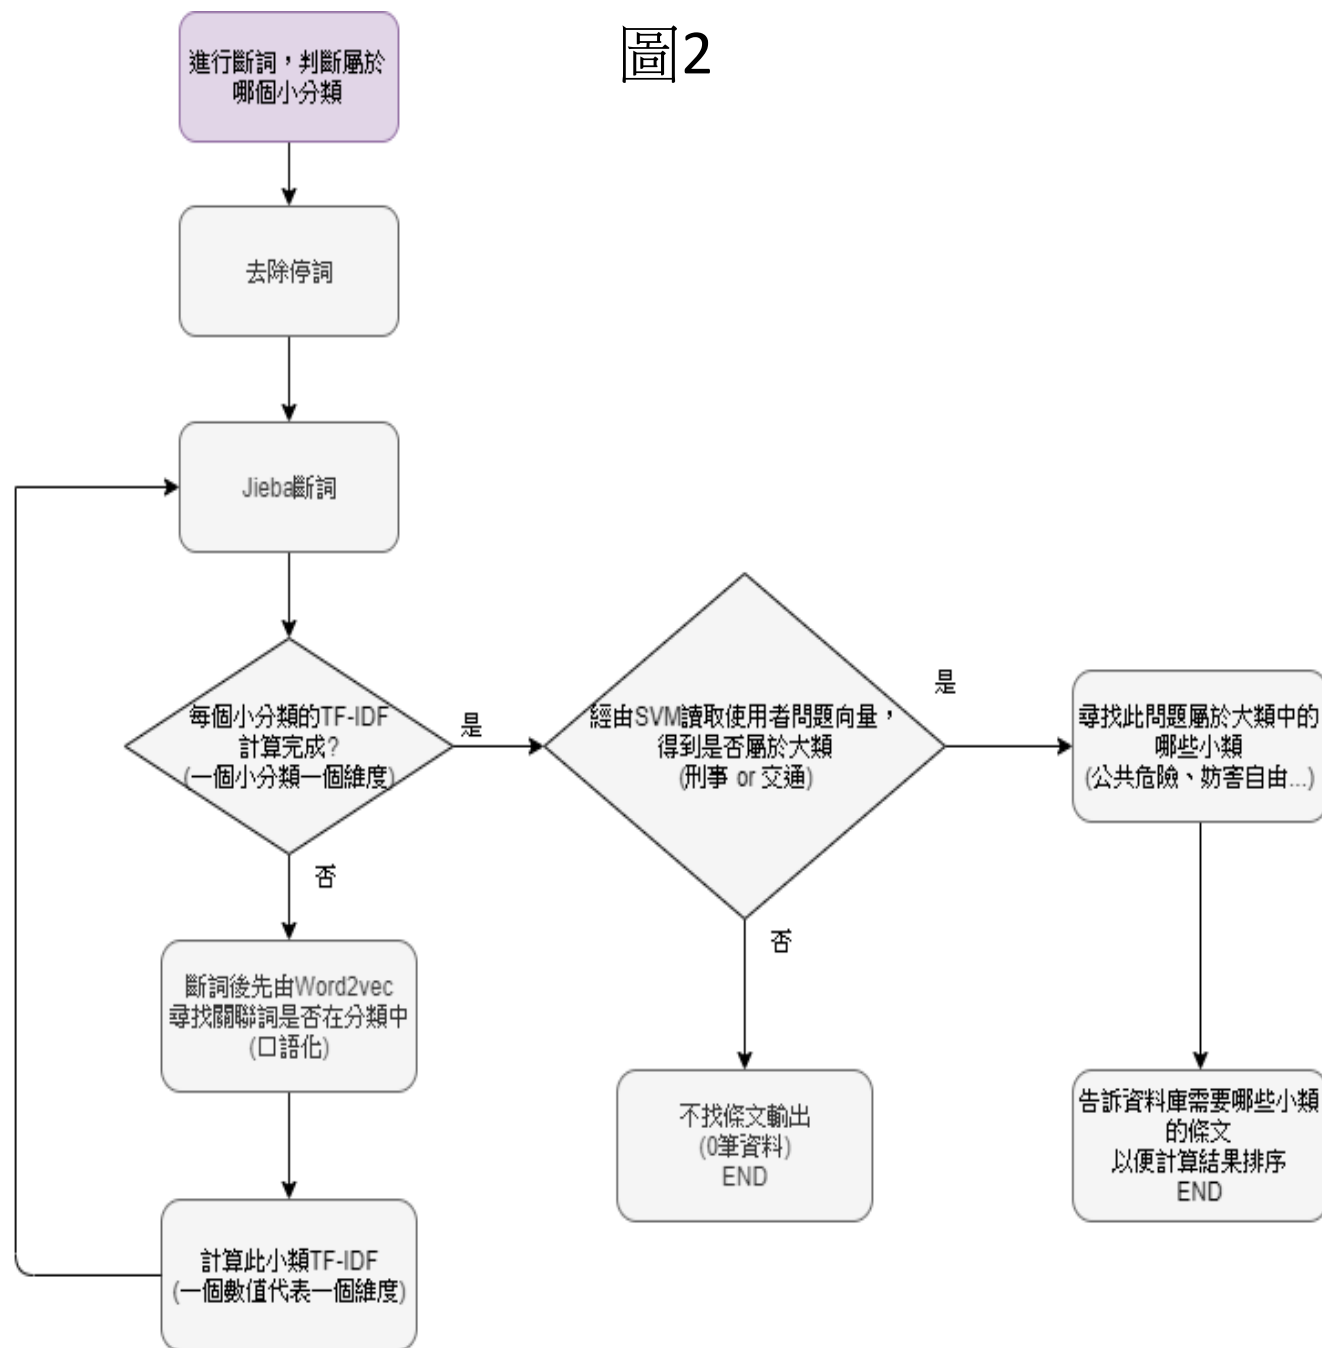 圖2
進行斷詞，判斷屬於
哪個小分類
去除停詞
Jieba斷詞
每個小分類的TF-IDF
計算完成?
(一個小分類一個維度)
是
否
斷詞後先由Word2vec
尋找關聯詞是否在分類中
(口語化)
計算此小類TF-IDF
(一個數值代表一個維度)
經由SVM讀取使用者問題向量，
得到是否屬於大類
(刑事 or 交通)
是
否
不找條文輸出
(0筆資料)
END
尋找此問題屬於大類中的
哪些小類
(公共危險、妨害自由...)
告訴資料庫需要哪些小類
的條文
以便計算結果排序
END